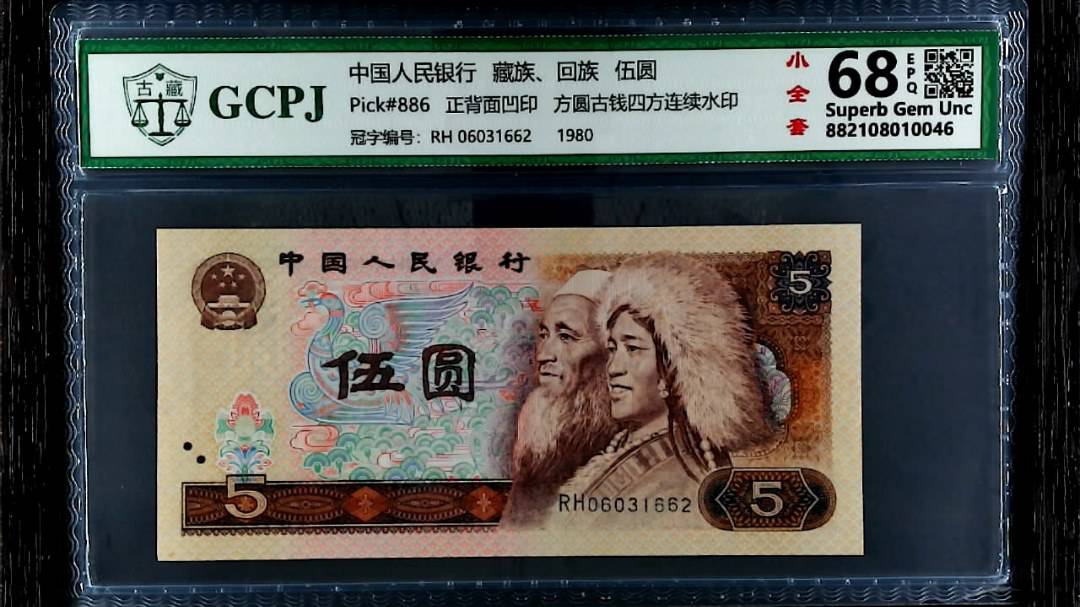 古藏
GCPJ
中国人民银行 藏族、回族 伍圆
Pick#886 正背面凹印 方圆古钱四方连续水印
冠字编号: RH 06031662 1980
小全套
68 EPQ
Superb Gem Unc
882108010046
中国人民银行
5
伍圆
5
RH06031662
5